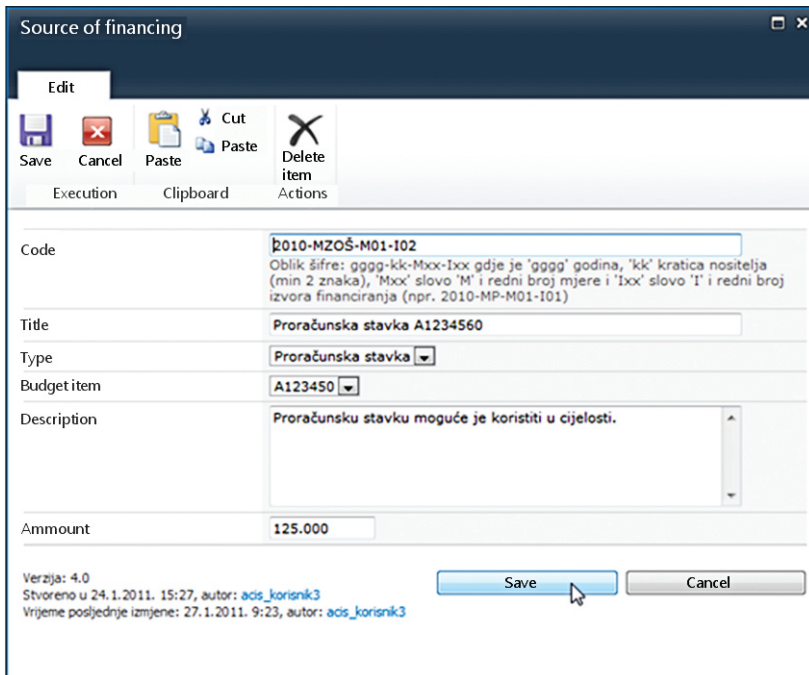 Source of financing
Edit
Save
Cancel
Paste
Cut
Paste
Delete
item
Execution
Clipboard
Actions
Code
2010-MZOŠ-M01-I02
Oblik šifre: gggg-kk-Mxx-Ixx gdje je 'gggg' godina, 'kk' kratica nositelja
(min 2 znaka), 'Mxx' slovo 'M' i redni broj mjere i 'Ixx' slovo 'I' i redni broj
izvora financiranja (npr. 2010-MP-M01-I01)
Title
Proračunska stavka A1234560
Type
Proračunska stavka
Budget item
A123450
Description
Proračunsku stavku moguće je koristiti u cijelosti.
Ammount
125.000
Verzija: 4.0
Stvoreno u 24.1.2011. 15:27, autor: acis_korisnik3
Vrijeme posljednje izmjene: 27.1.2011. 9:23, autor: acis_korisnik3
Save
Cancel